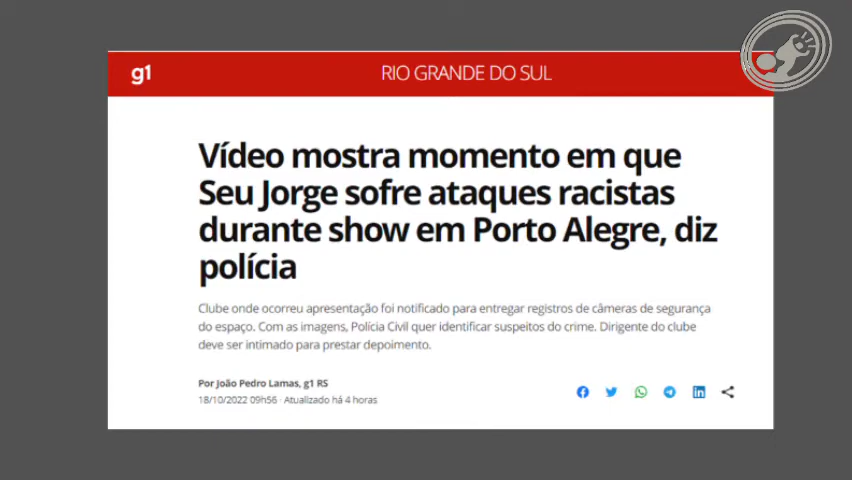 g1
RIO GRANDE DO SUL
Vídeo mostra momento em que
Seu Jorge sofre ataques racistas
durante show em Porto Alegre, diz
polícia
Clube onde ocorreu apresentação foi notificado para entregar registros de câmeras de segurança
do espaço. Com as imagens, Polícia Civil quer identificar suspeitos do crime. Dirigente do clube
deve ser intimado para prestar depoimento.
Por João Pedro Lamas, g1 RS
18/10/2022 09h56 · Atualizado há 4 horas